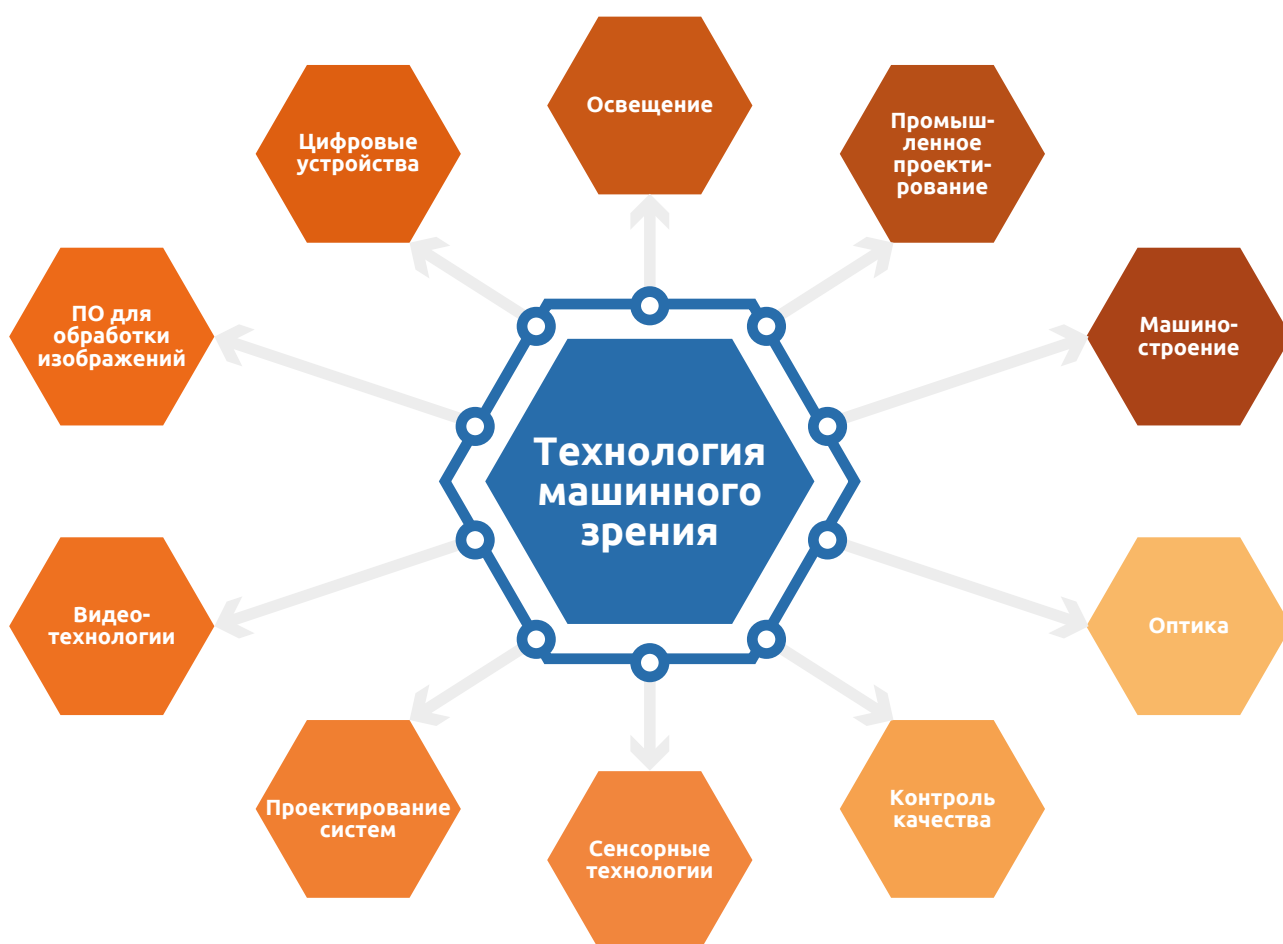 Освещение
Цифровые
устройства
Промыш-
ленное
проекти-
рование
ПО для
обработки
изображений
Машино-
строение
Технология
машинного
зрения
Видео-
технологии
Оптика
Проектирование
систем
Сенсорные
технологии
Контроль
качества